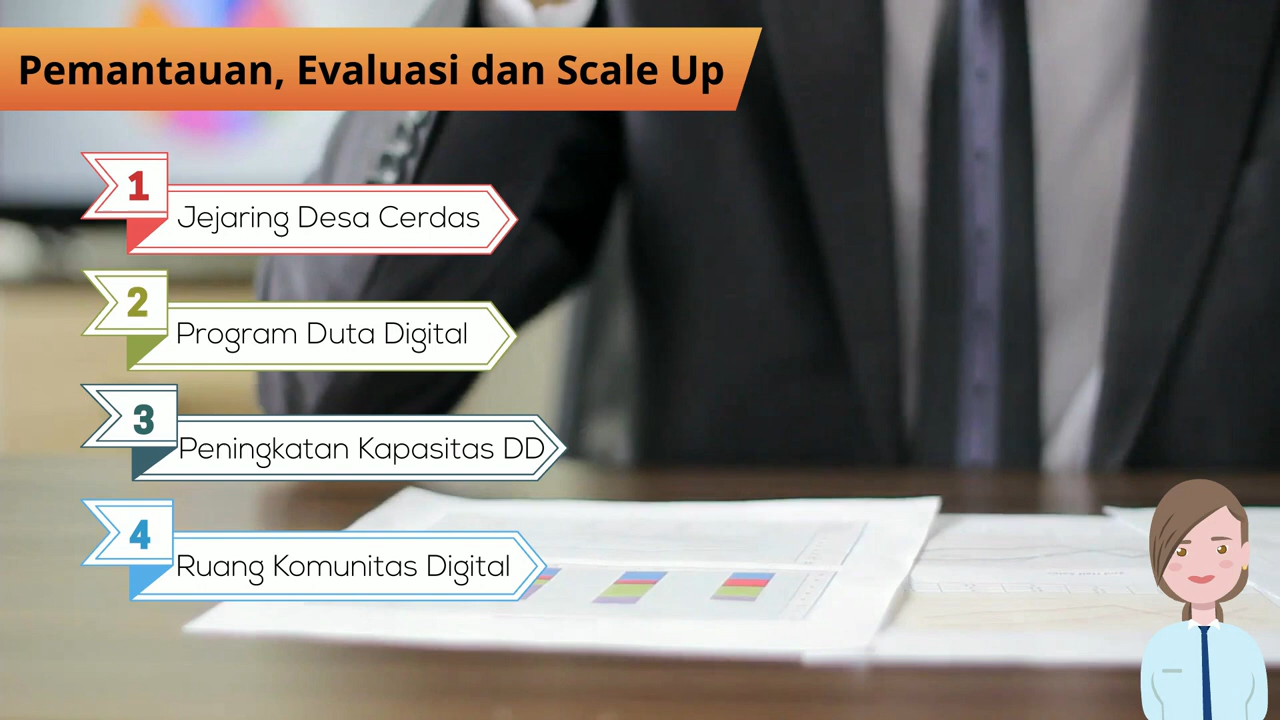 Pemantauan, Evaluasi dan Scale Up
1
Jejaring Desa Cerdas
2
Program Duta Digital
3
Peningkatan Kapasitas DD
4
Ruang Komunitas Digital